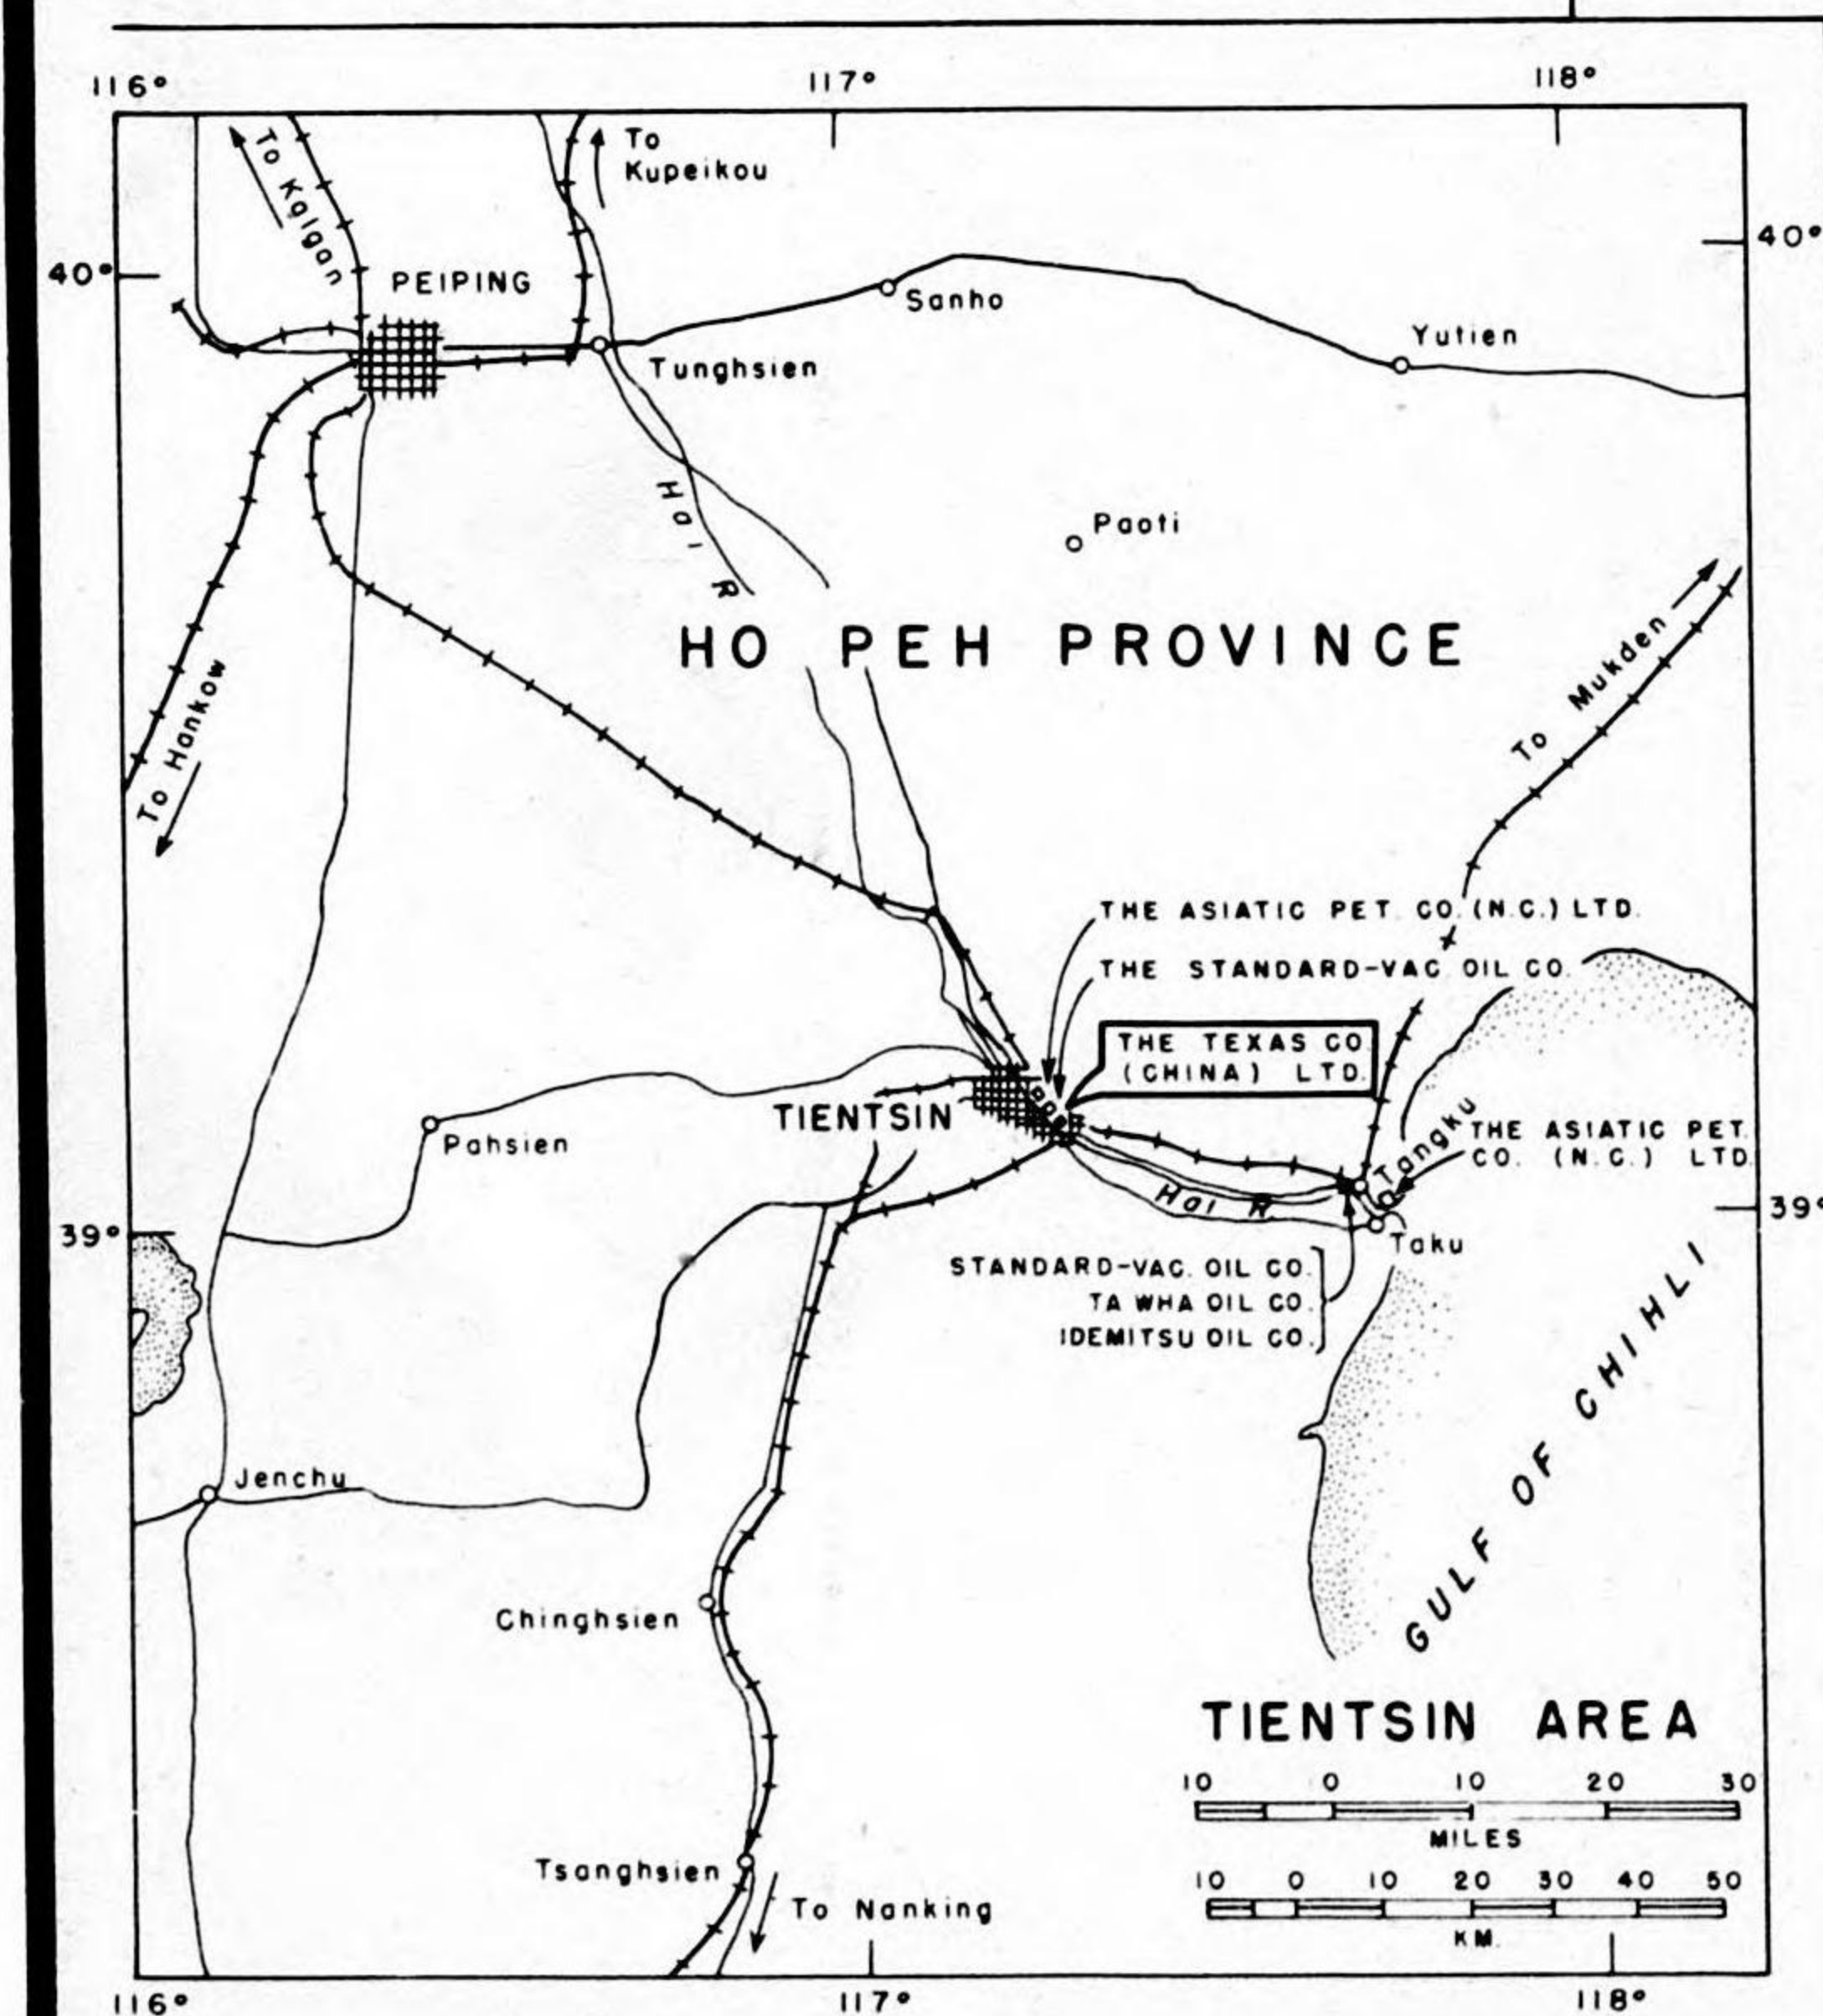 116°
117°
118°
To Kalgan
To
Kupeikou
40°
40°
PEIPING
Sanho
Yutien
Tunghsien
Hai R
Paoti
HO PEH PROVINCE
To Mukden
To Hankow
THE ASIATIC PET. CO. (N.C.) LTD.
THE STANDARD-VAC OIL CO.
THE TEXAS CO
(CHINA) LTD.
TIENTSIN
Pahsien
Tangku
THE ASIATIC PET.
CO. (N.C.) LTD
Hai R.
39°
39°
Taku
STANDARD-VAC. OIL CO.
TA WHA OIL CO.
IDEMITSU OIL CO.
GULF OF CHIHLI
Jenchu
Chinghsien
TIENTSIN AREA
10 0 10 20 30
MILES
Tsanghsien
10 0 10 20 30 40 50
KM.
To Nanking
116°
117°
118°